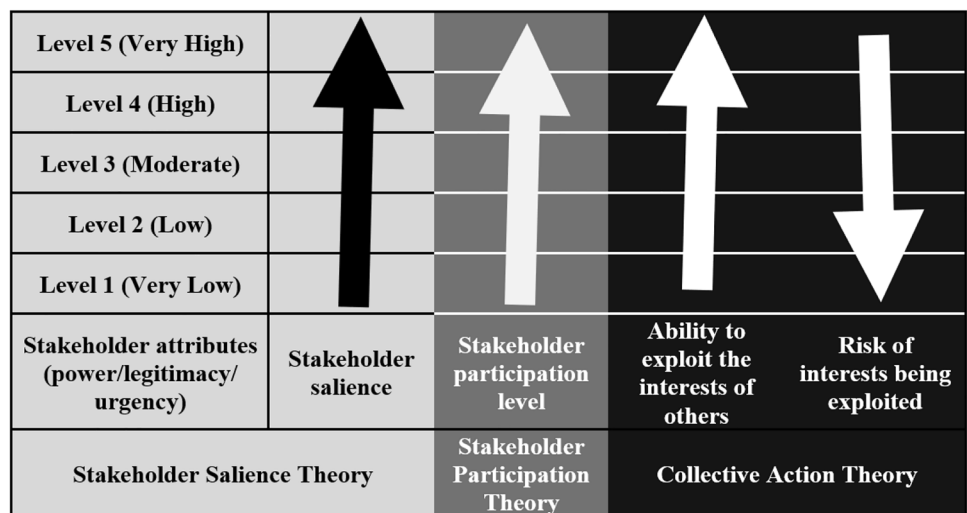 Level 5 (Very High)
Level 4 (High)
Level 3 (Moderate)
Level 2 (Low)
Level 1 (Very Low)
Stakeholder attributes
(power/legitimacy/
urgency)
Stakeholder
salience
Stakeholder
participation
level
Ability to
exploit the
interests of
others
Risk of
interests being
exploited
Stakeholder Salience Theory
Stakeholder
Participation
Theory
Collective Action Theory